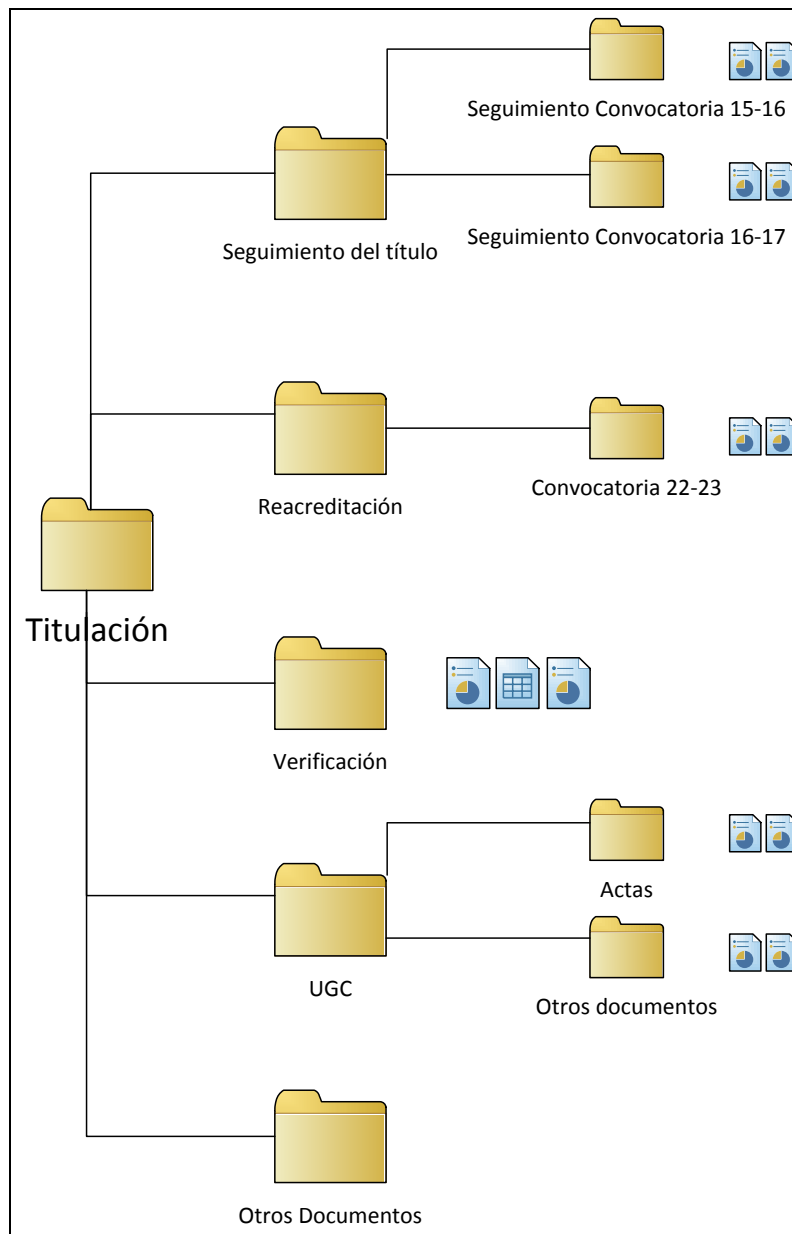 Seguimiento Convocatoria 15-16
Seguimiento Convocatoria 16-17
Seguimiento del título
Convocatoria 22-23
Reacreditación
Titulación
Verificación
Actas
UGC
Otros documentos
Otros Documentos